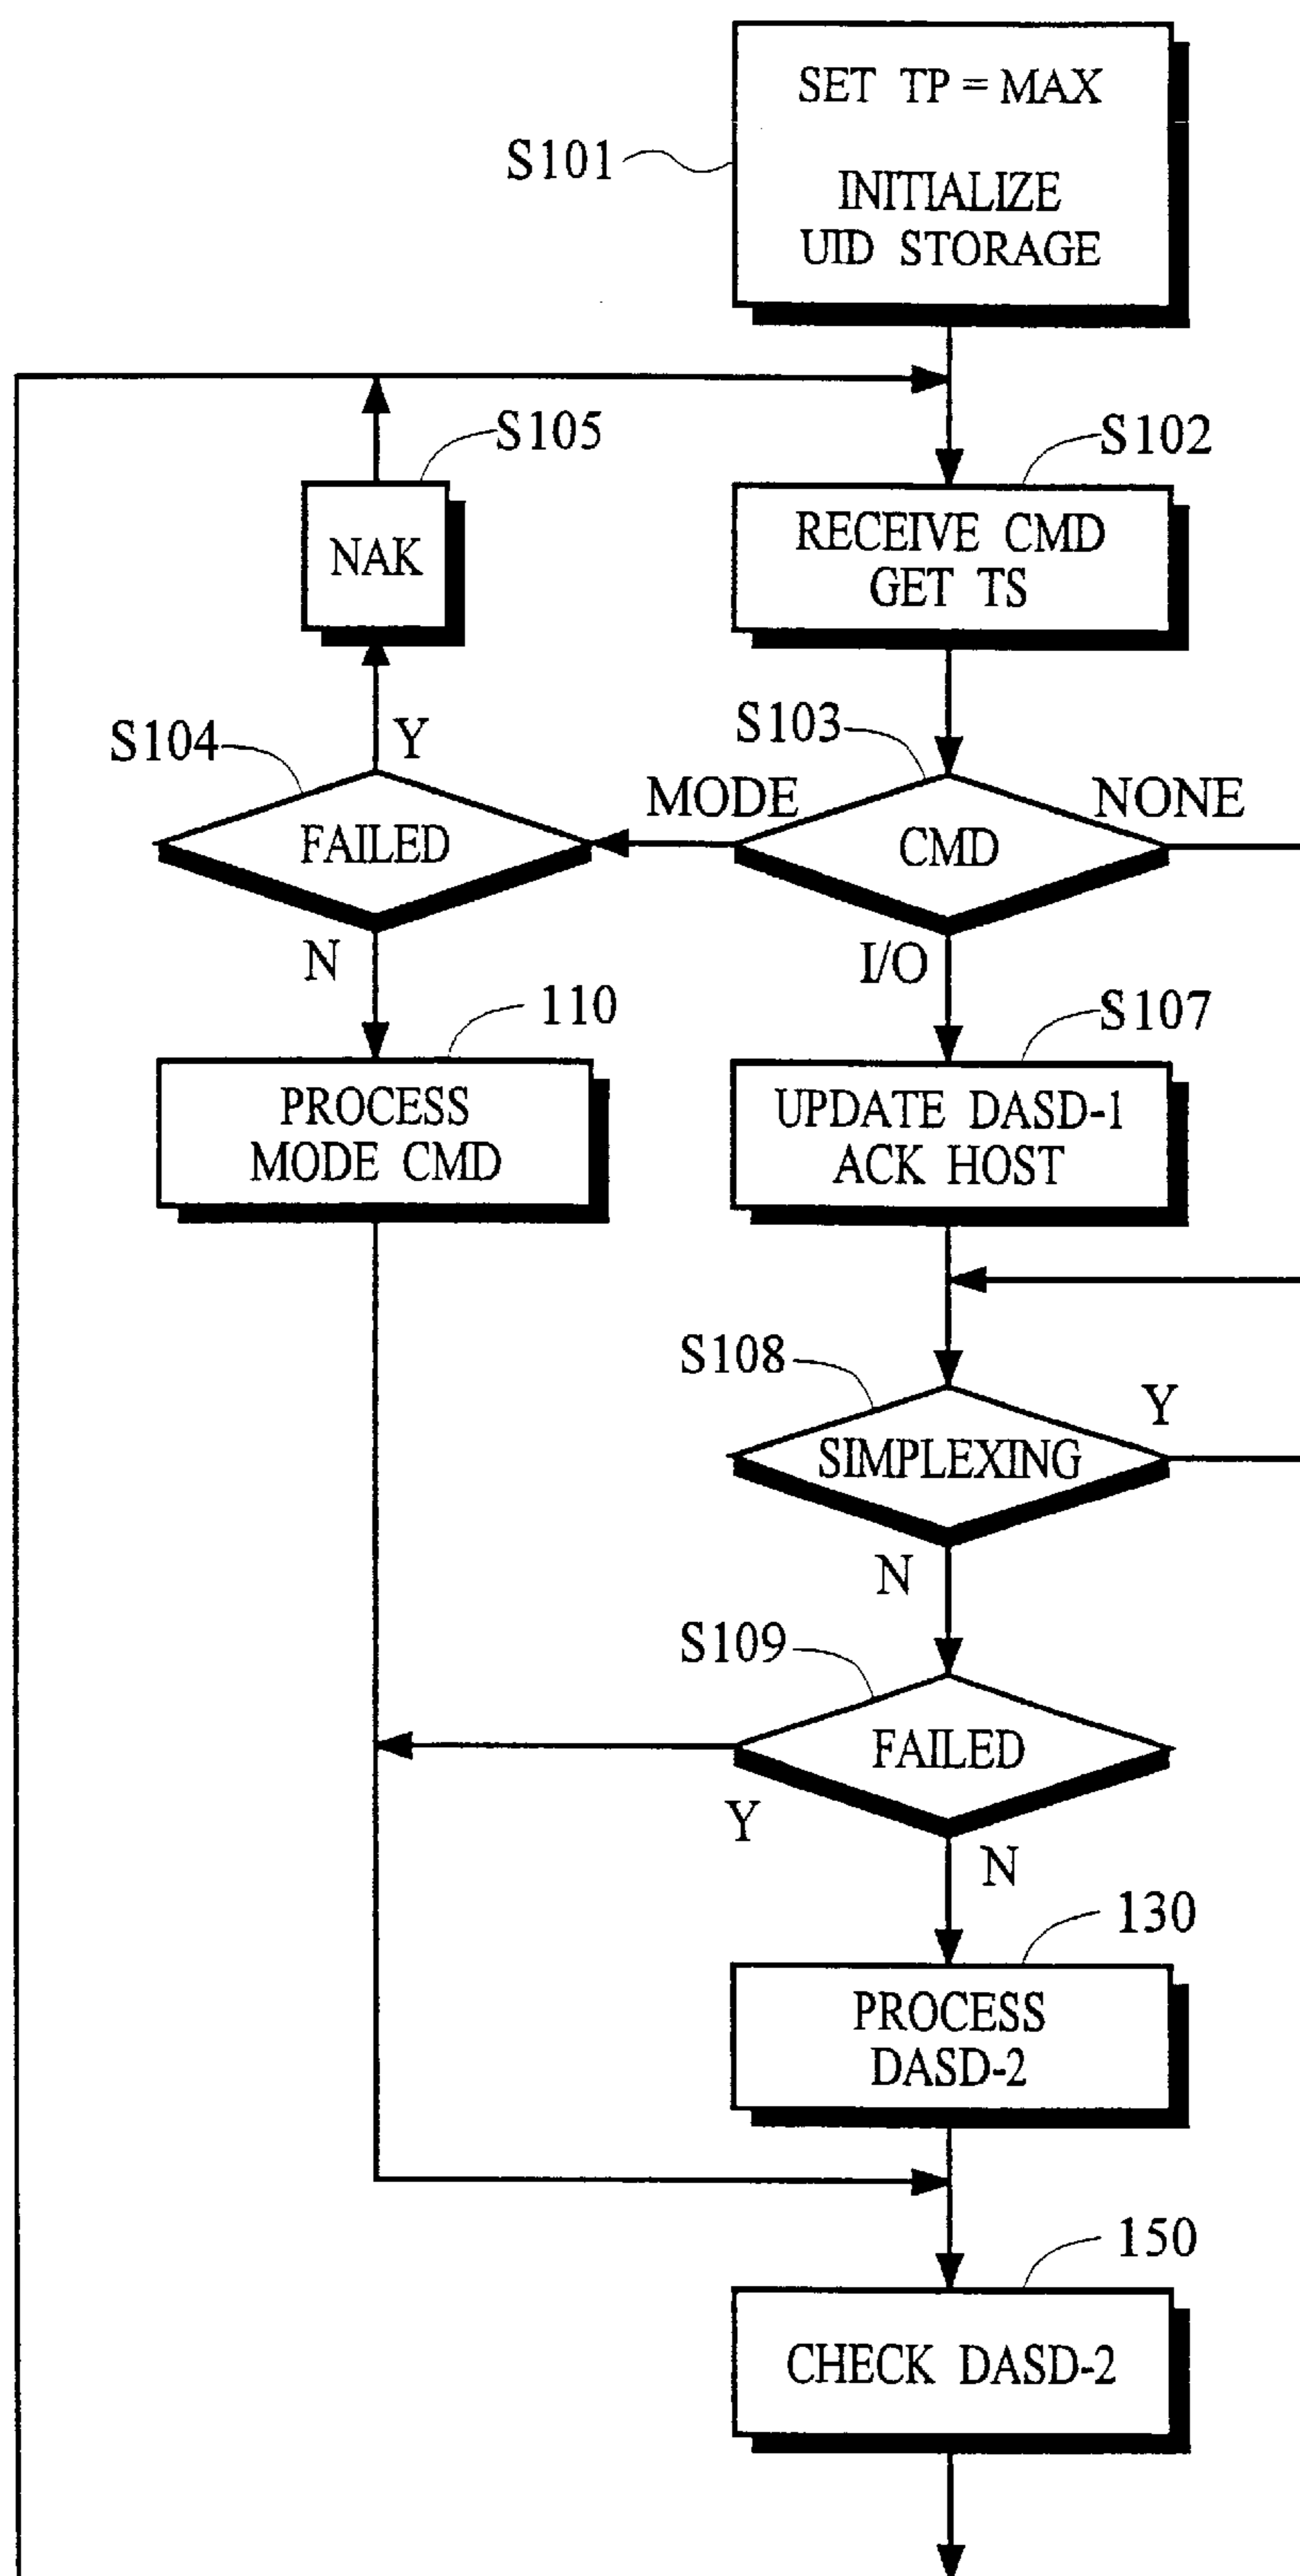 SET TP = MAX
INITIALIZE
UID STORAGE
S101
S105
S102
NAK
RECEIVE CMD
GET TS
S104
Y
S103
MODE
NONE
FAILED
CMD
N
I/O
110
S107
PROCESS
MODE CMD
UPDATE DASD-1
ACK HOST
S108
Y
SIMPLEXING
N
S109
FAILED
Y
N
130
PROCESS
DASD-2
150
CHECK DASD-2